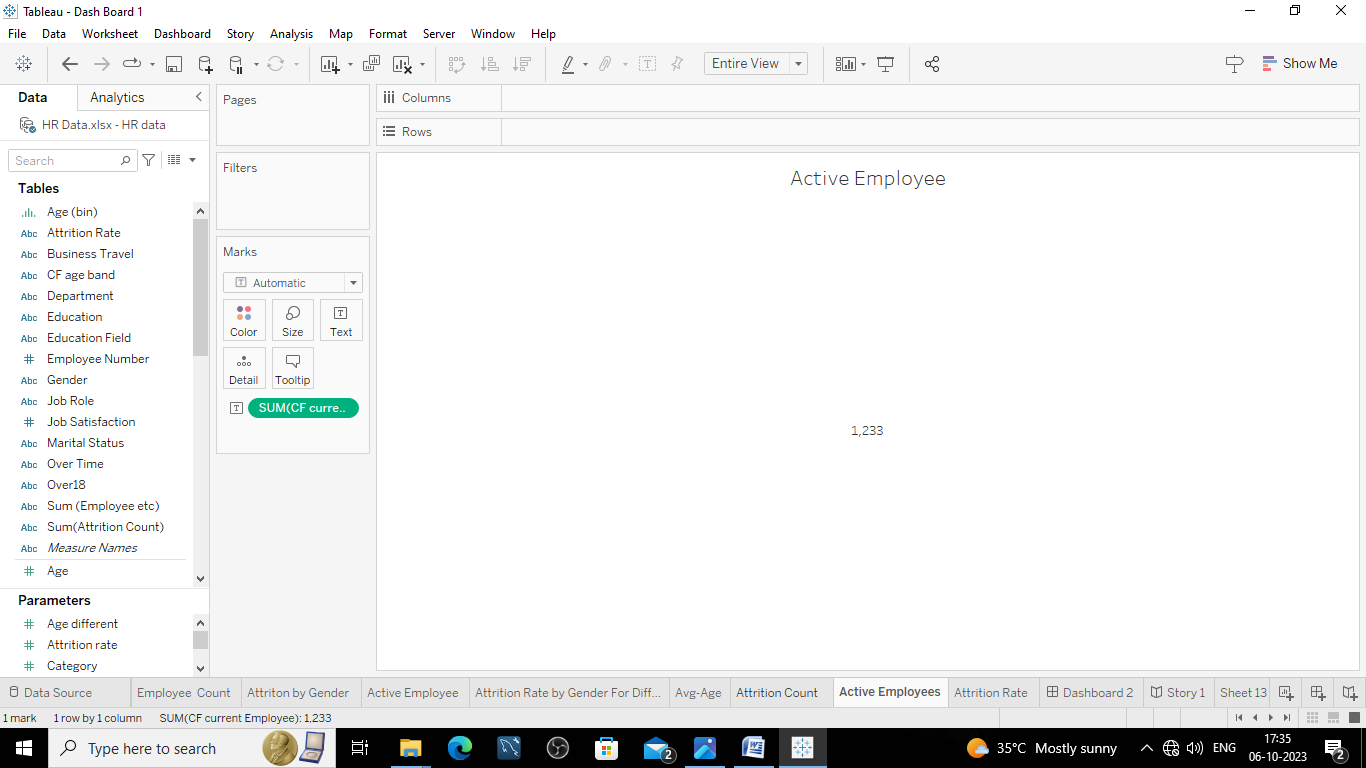 Tableau - Dash Board 1
File Data Worksheet Dashboard Story Analysis Map Format Server Window Help
Entire View
Show Me
Data Analytics
HR Data.xlsx - HR data
Search
Tables
Age (bin)
Abc Attrition Rate
Abc Business Travel
Abc CF age band
Abc Department
Abc Education
Abc Education Field
# Employee Number
Abc Gender
Abc Job Role
# Job Satisfaction
Abc Marital Status
Abc Over Time
Abc Over18
Abc Sum (Employee etc)
Abc Sum(Attrition Count)
Abc Measure Names
# Age
Parameters
# Age different
# Attrition rate
# Category
Pages
Filters
Marks
T Automatic
Color Size T Text
Detail Tooltip
T SUM(CF curre..
Columns
Rows
Active Employee
1,233
Data Source Employee Count Attriton by Gender Active Employee Attrition Rate by Gender For Diff... Avg-Age Attrition Count Active Employees Attrition Rate Dashboard 2 Story 1 Sheet 13
1 mark 1 row by 1 column SUM(CF current Employee): 1,233
Type here to search
2
35°C Mostly sunny
ENG
17:35
06-10-2023
2